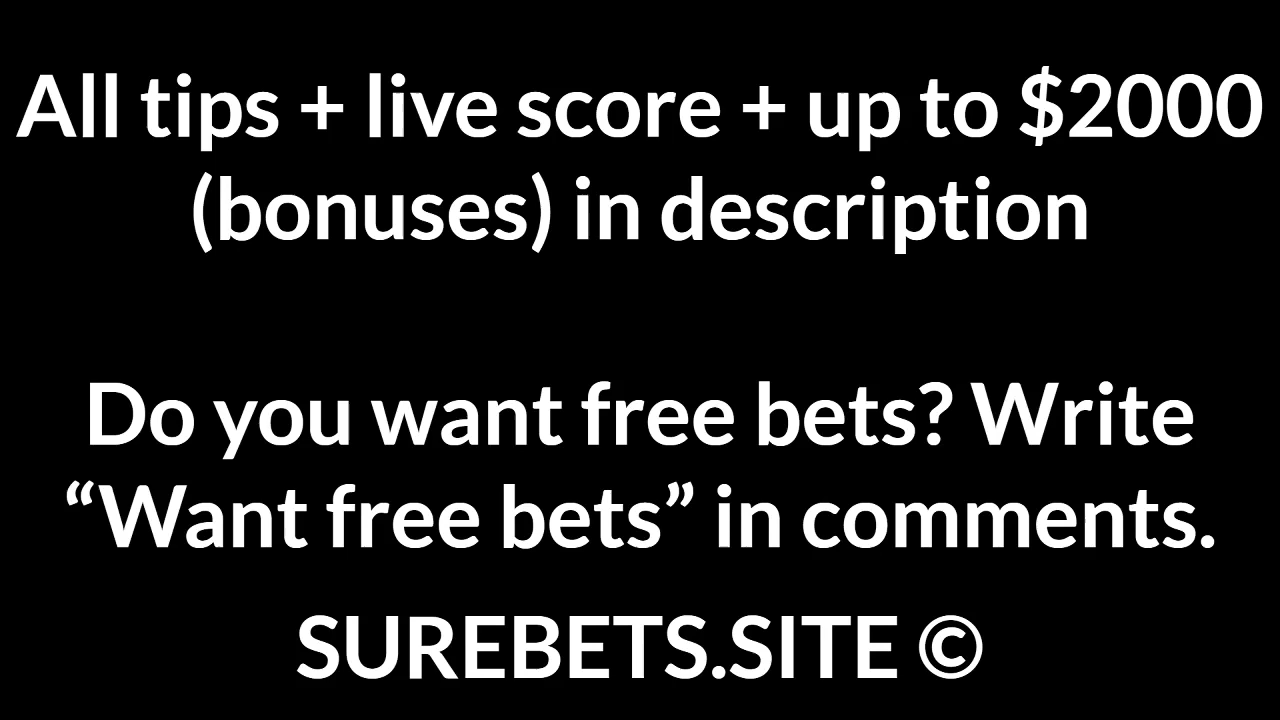 All tips + live score + up to $2000
(bonuses) in description
Do you want free bets? Write
“Want free bets” in comments.
SUREBETS.SITE ©